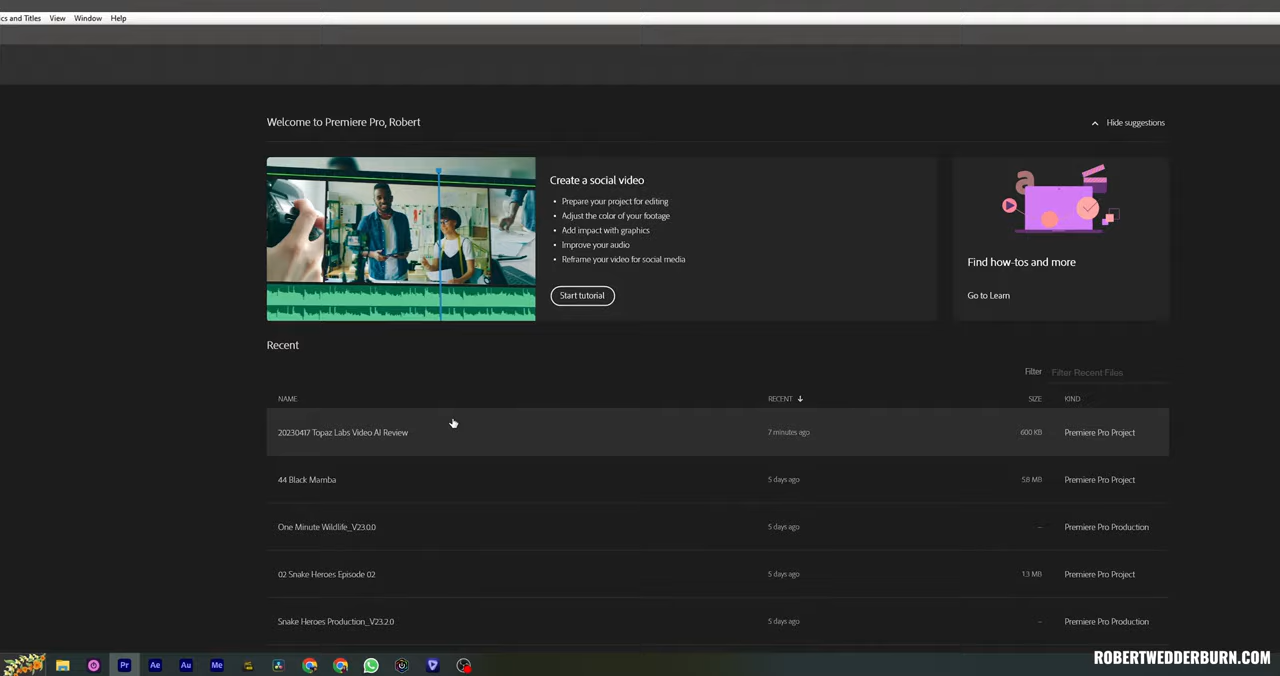 cs and Titles View Window Help
Welcome to Premiere Pro, Robert
Hide suggestions
Create a social video
• Prepare your project for editing
• Adjust the color of your footage
• Add impact with graphics
• Improve your audio
• Reframe your video for social media
Start tutorial
Find how-tos and more
Go to Learn
Recent
Filter Filter Recent Files
NAME RECENT SIZE KIND
20230417 Topaz Labs Video AI Review 7 minutes ago 600 KB Premiere Pro Project
44 Black Mamba 5 days ago 5.8 MB Premiere Pro Project
One Minute Wildlife_V23.0.0 5 days ago – Premiere Pro Production
02 Snake Heroes Episode 02 5 days ago 1.3 MB Premiere Pro Project
Snake Heroes Production_V23.2.0 5 days ago – Premiere Pro Production
Pr Ae Au Me
ROBERTWEDDERBURN.COM